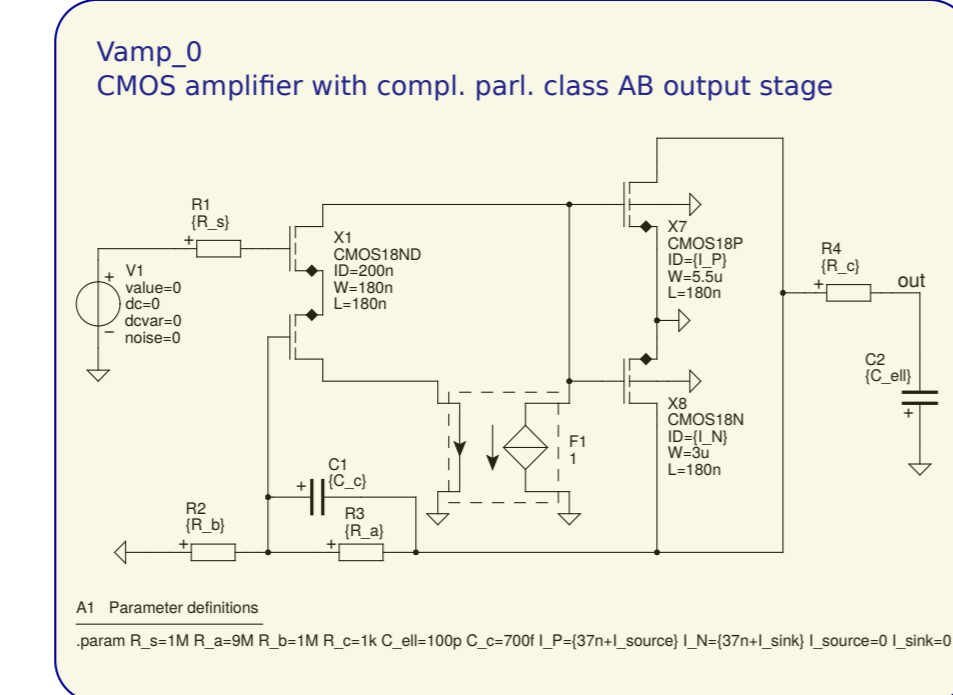 Vamp_0
CMOS amplifier with compl. parl. class AB output stage
R1
{R_s}
+
V1
value=0
dc=0
dcvar=0
noise=0
+
−
X1
CMOS18ND
ID=200n
W=180n
L=180n
X7
CMOS18P
ID={I_P}
W=5.5u
L=180n
R4
{R_c}
+
out
C2
{C_ell}
+
X8
CMOS18N
ID={I_N}
W=3u
L=180n
F1
1
C1
{C_c}
+
R2
{R_b}
+
R3
{R_a}
+
A1 Parameter definitions
.param R_s=1M R_a=9M R_b=1M R_c=1k C_ell=100p C_c=700f I_P={37n+I_source} I_N={37n+I_sink} I_source=0 I_sink=0